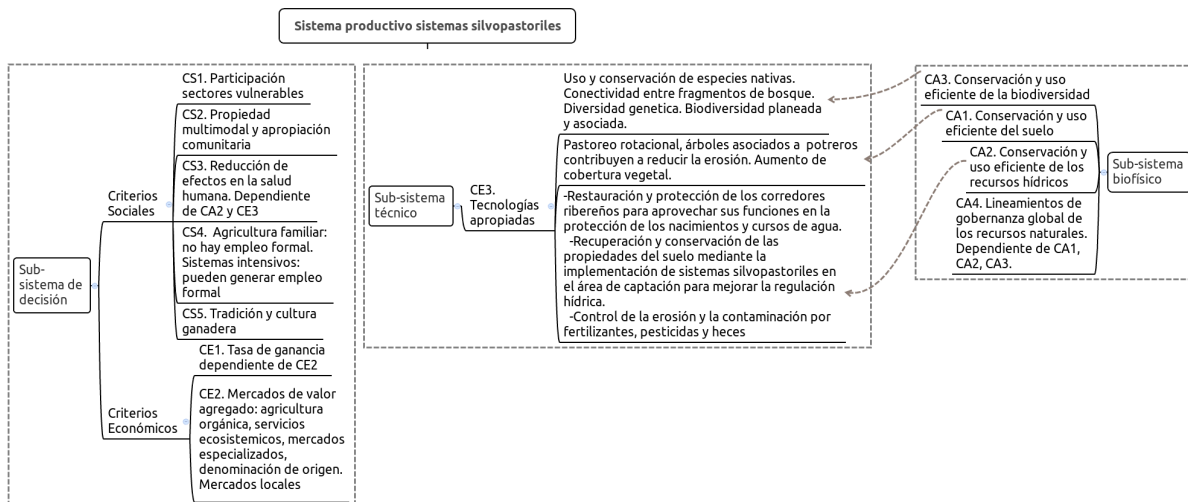 Sistema productivo sistemas silvopastoriles
Sub-
sistema de
decisión
Criterios
Sociales
CS1. Participación
sectores vulnerables
CS2. Propiedad
multimodal y apropiación
comunitaria
CS3. Reducción de
efectos en la salud
humana. Dependiente
de CA2 y CE3
CS4.  Agricultura familiar:
no hay empleo formal.
Sistemas intensivos:
pueden generar empleo
formal
CS5. Tradición y cultura
ganadera
Criterios
Económicos
CE1. Tasa de ganancia
dependiente de CE2
CE2. Mercados de valor
agregado: agricultura
orgánica, servicios
ecosistemicos, mercados
especializados,
denominación de origen.
Mercados locales
Sub-sistema
técnico
CE3.
Tecnologías
apropiadas
Uso y conservación de especies nativas.
Conectividad entre fragmentos de bosque.
Diversidad genetica. Biodiversidad planeada
y asociada.
Pastoreo rotacional, árboles asociados a  potreros
contribuyen a reducir la erosión. Aumento de
cobertura vegetal.
-Restauración y protección de los corredores
ribereños para aprovechar sus funciones en la
protección de los nacimientos y cursos de agua.
-Recuperación y conservación de las
propiedades del suelo mediante la
implementación de sistemas silvopastoriles en
el área de captación para mejorar la regulación
hídrica.
-Control de la erosión y la contaminación por
fertilizantes, pesticidas y heces
CA3. Conservación y uso
eficiente de la biodiversidad
CA1. Conservación y uso
eficiente del suelo
CA2. Conservación y
uso eficiente de los
recursos hídricos
CA4. Lineamientos de
gobernanza global de
los recursos naturales.
Dependiente de CA1,
CA2, CA3.
Sub-sistema
biofísico